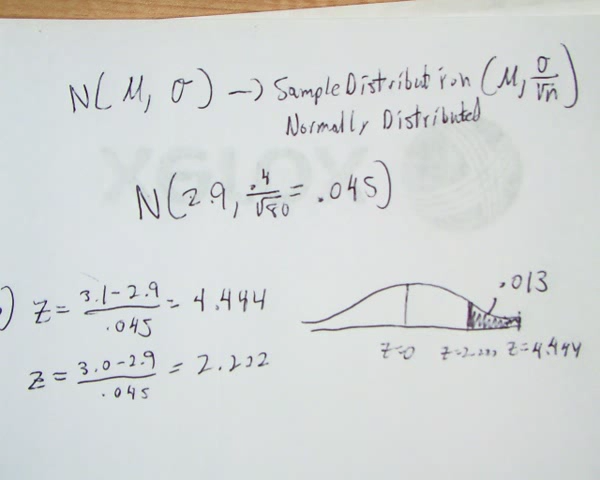 N(μ, σ) → Sample Distribution (μ, σ/√n)
Normally Distributed
N(2.9, .4/√80 = .045)
) Z = 3.1-2.9/.045 = 4.444
Z = 3.0-2.9/.045 = 2.222
.013
Z=0 Z=2.222 Z=4.444
xerox